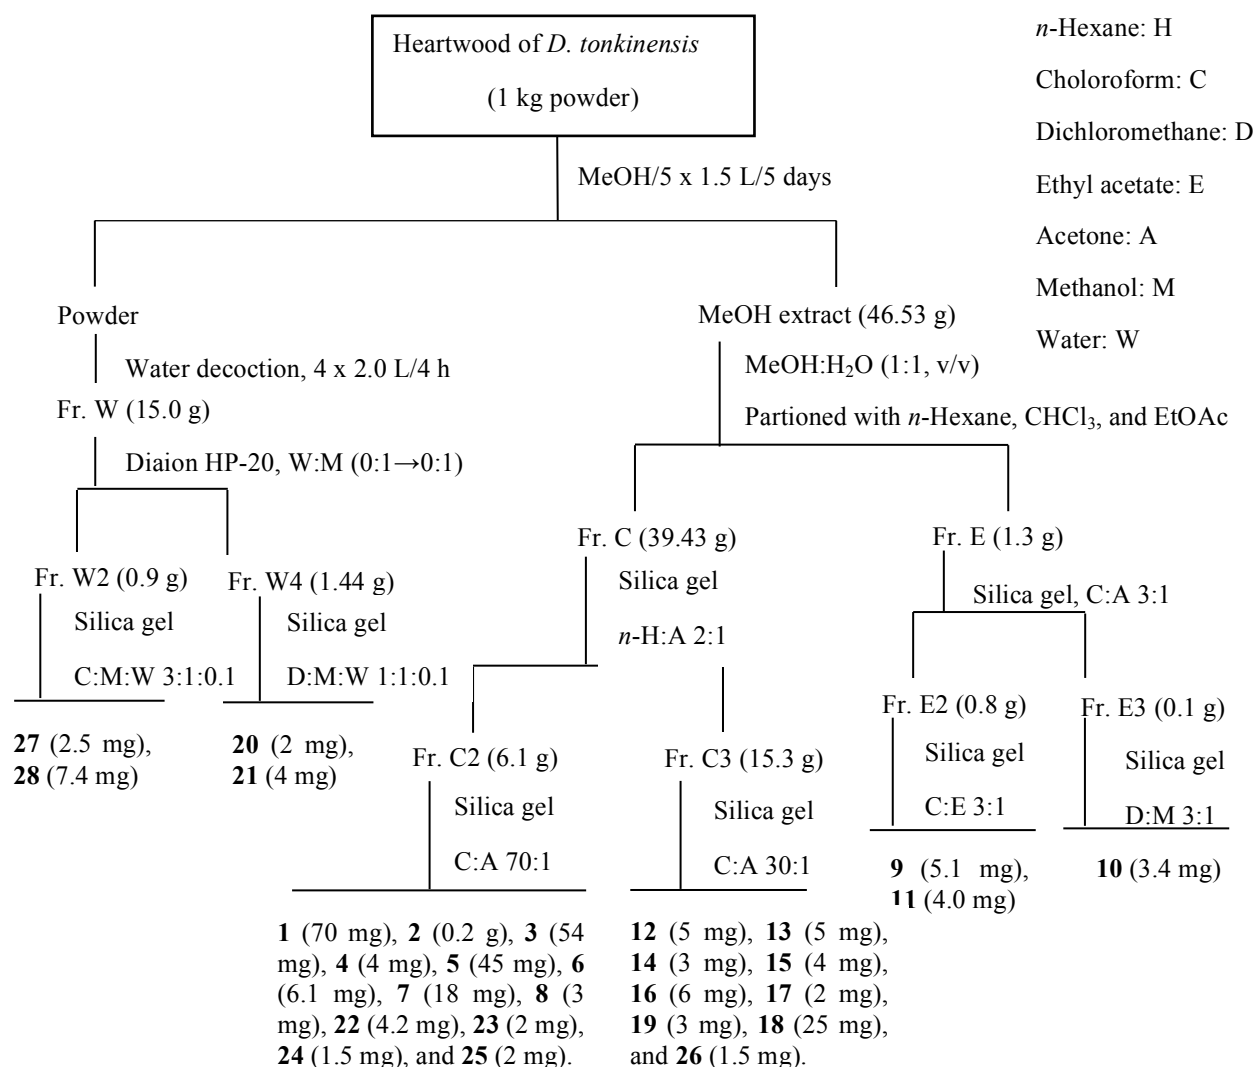 Heartwood of D. tonkinensis
(1 kg powder)
n-Hexane: H
Choloroform: C
Dichloromethane: D
Ethyl acetate: E
Acetone: A
Methanol: M
Water: W
MeOH/5 x 1.5 L/5 days
Powder
MeOH extract (46.53 g)
Water decoction, 4 x 2.0 L/4 h
MeOH:H₂O (1:1, v/v)
Fr. W (15.0 g)
Partioned with n-Hexane, CHCl₃, and EtOAc
Diaion HP-20, W:M (0:1→0:1)
Fr. W2 (0.9 g)
Silica gel
C:M:W 3:1:0.1
27 (2.5 mg),
28 (7.4 mg)
Fr. W4 (1.44 g)
Silica gel
D:M:W 1:1:0.1
20 (2 mg),
21 (4 mg)
Fr. C (39.43 g)
Silica gel
n-H:A 2:1
Fr. E (1.3 g)
Silica gel, C:A 3:1
Fr. C2 (6.1 g)
Silica gel
C:A 70:1
1 (70 mg), 2 (0.2 g), 3 (54
mg), 4 (4 mg), 5 (45 mg), 6
(6.1 mg), 7 (18 mg), 8 (3
mg), 22 (4.2 mg), 23 (2 mg),
24 (1.5 mg), and 25 (2 mg).
Fr. C3 (15.3 g)
Silica gel
C:A 30:1
12 (5 mg), 13 (5 mg),
14 (3 mg), 15 (4 mg),
16 (6 mg), 17 (2 mg),
19 (3 mg), 18 (25 mg),
and 26 (1.5 mg).
Fr. E2 (0.8 g)
Silica gel
C:E 3:1
9 (5.1 mg),
11 (4.0 mg)
Fr. E3 (0.1 g)
Silica gel
D:M 3:1
10 (3.4 mg)